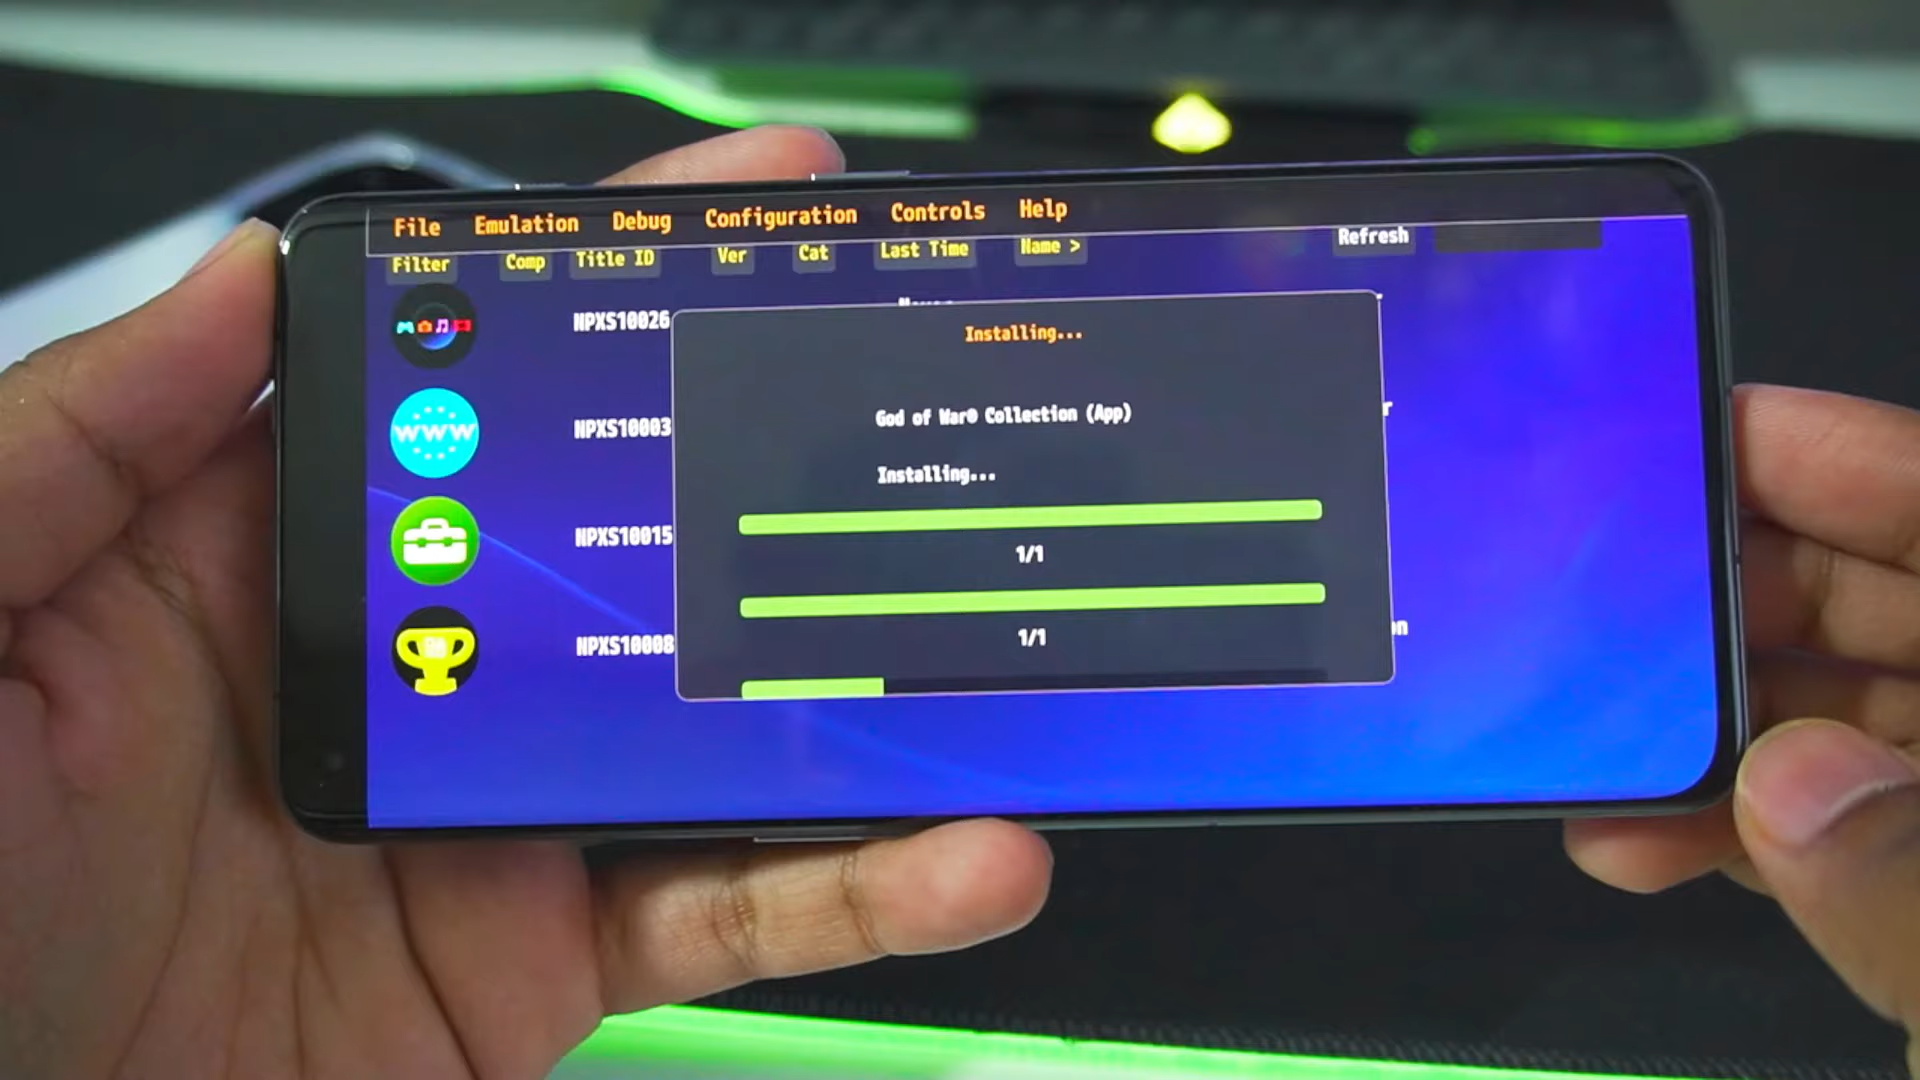 File Emulation Debug Configuration Controls Help
Filter Comp Title ID Ver Cat Last Time Name > Refresh
NPXS10026
Installing...
WWW
NPXS10003
God of War® Collection (App)
Installing...
NPXS10015
1/1
NPXS10008
1/1